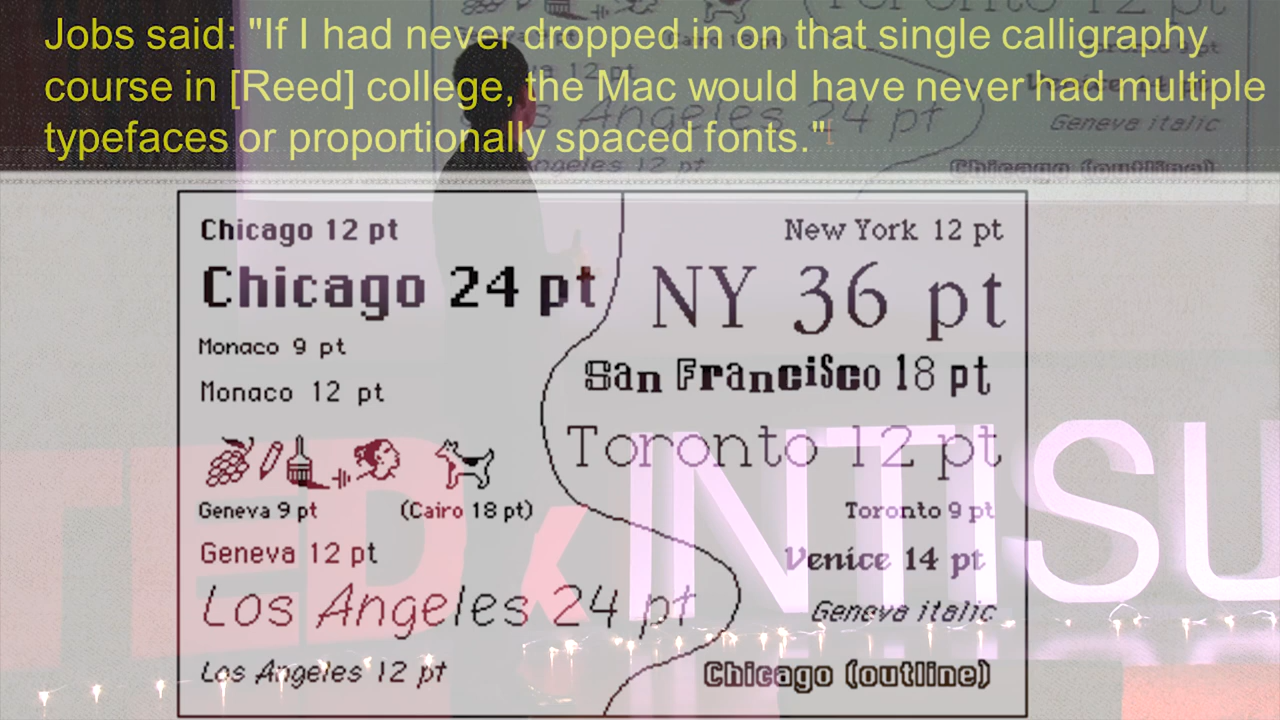 Jobs said: "If I had never dropped in on that single calligraphy
course in [Reed] college, the Mac would have never had multiple
typefaces or proportionally spaced fonts."
Chicago 12 pt
Chicago 24 pt
Monaco 9 pt
Monaco 12 pt
Geneva 9 pt (Cairo 18 pt)
Geneva 12 pt
Los Angeles 24 pt
Los Angeles 12 pt
New York 12 pt
NY 36 pt
San Francisco 18 pt
Toronto 12 pt
Toronto 9 pt
Venice 14 pt
Geneva italic
Chicago (outline)
TEDx INTISU